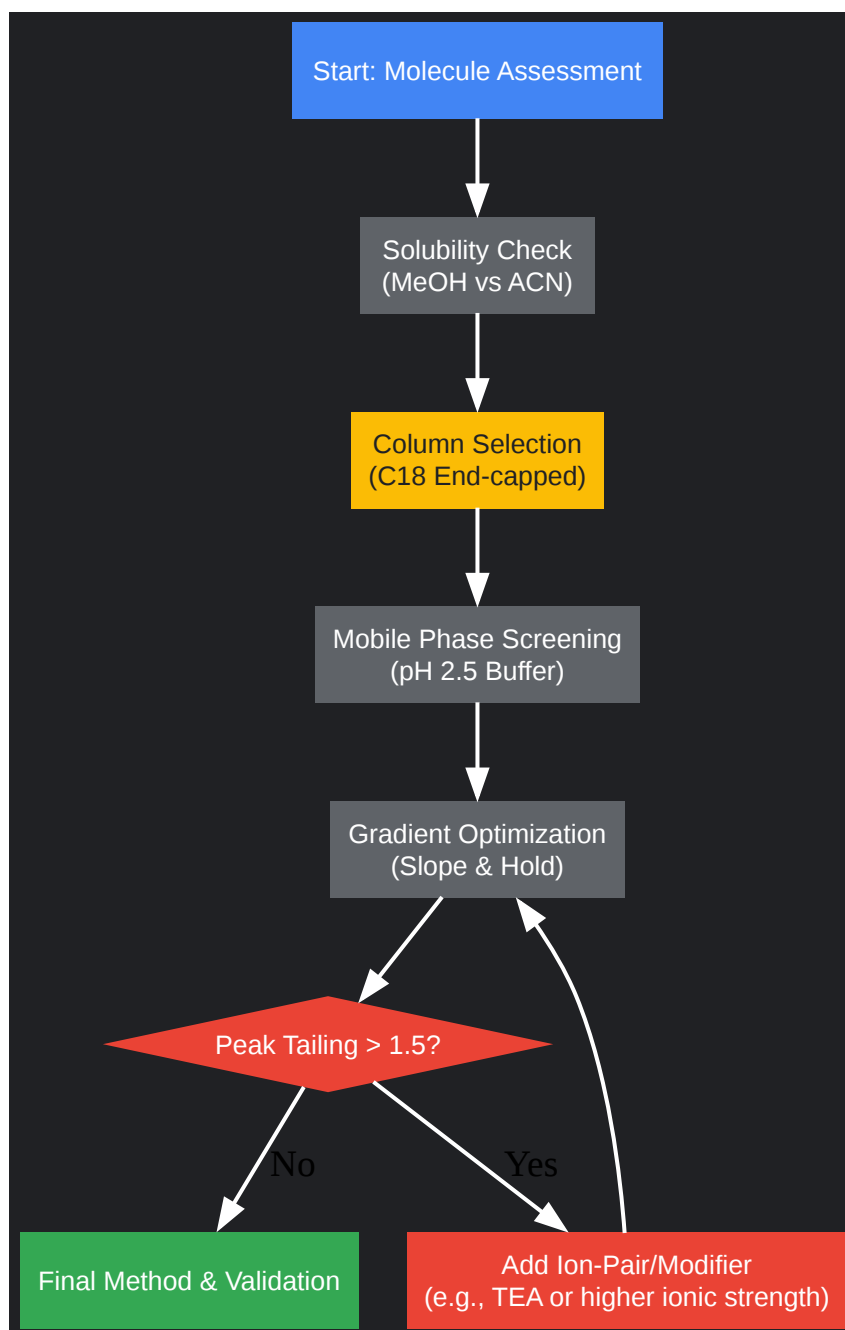 Start: Molecule Assessment
Solubility Check
(MeOH vs ACN)
Column Selection
(C18 End-capped)
Mobile Phase Screening
(pH 2.5 Buffer)
Gradient Optimization
(Slope & Hold)
Peak Tailing > 1.5?
No
Yes
Final Method & Validation
Add Ion-Pair/Modifier
(e.g., TEA or higher ionic strength)